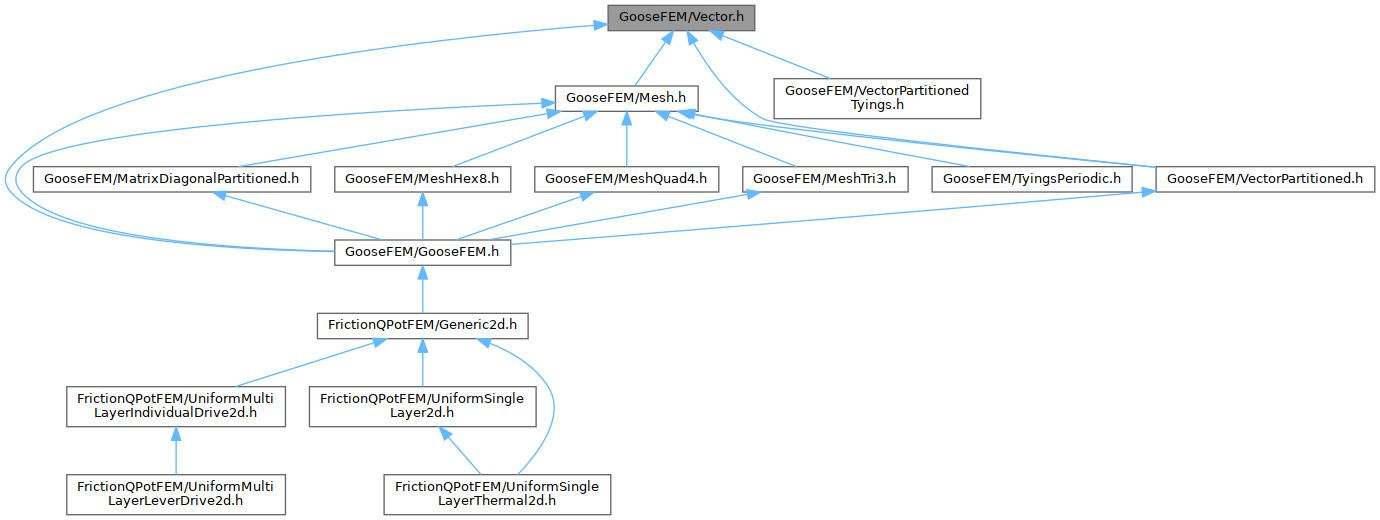 GooseFEM/Vector.h
GooseFEM/Mesh.h
GooseFEM/VectorPartitioned
Tyings.h
GooseFEM/MatrixDiagonalPartitioned.h
GooseFEM/MeshHex8.h
GooseFEM/MeshQuad4.h
GooseFEM/MeshTri3.h
GooseFEM/TyingsPeriodic.h
GooseFEM/VectorPartitioned.h
GooseFEM/GooseFEM.h
FrictionQPotFEM/Generic2d.h
FrictionQPotFEM/UniformMulti
LayerIndividualDrive2d.h
FrictionQPotFEM/UniformSingle
Layer2d.h
FrictionQPotFEM/UniformMulti
LayerLeverDrive2d.h
FrictionQPotFEM/UniformSingle
LayerThermal2d.h